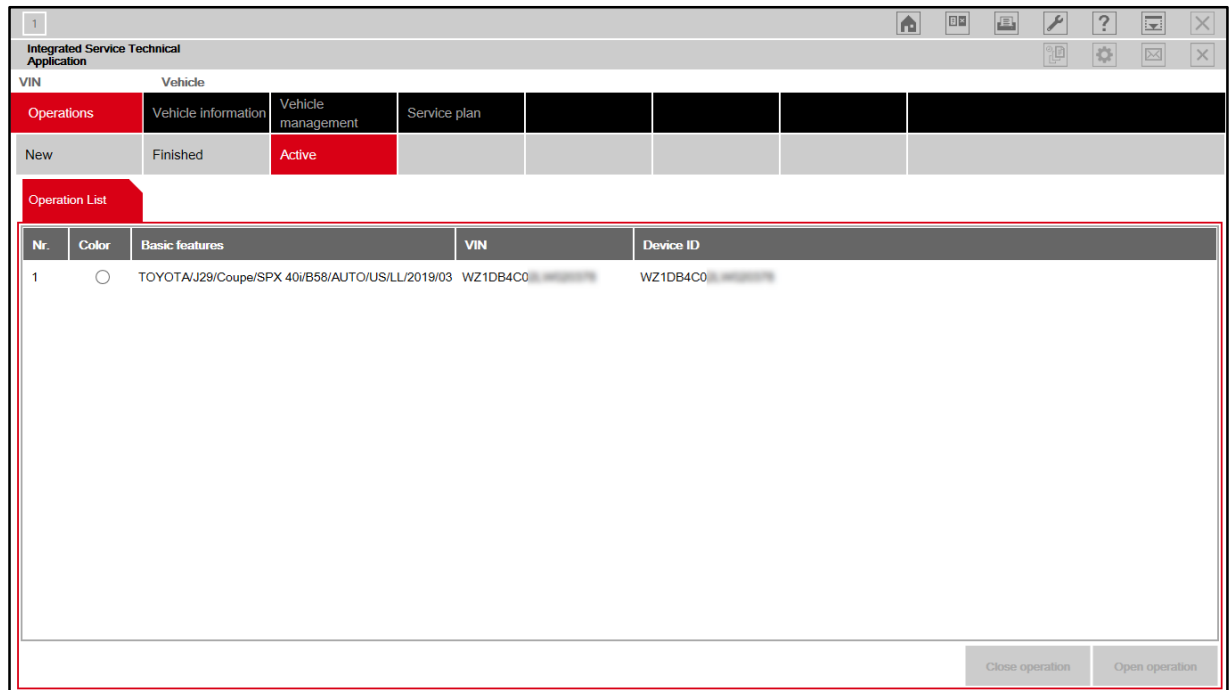 1
?
Integrated Service Technical
Application
VIN Vehicle
Operations Vehicle information Vehicle management Service plan
New Finished Active
Operation List
Nr. Color Basic features VIN Device ID
1 TOYOTA/J29/Coupe/SPX 40i/B58/AUTO/US/LL/2019/03 WZ1DB4C0 WZ1DB4C0
Close operation Open operation